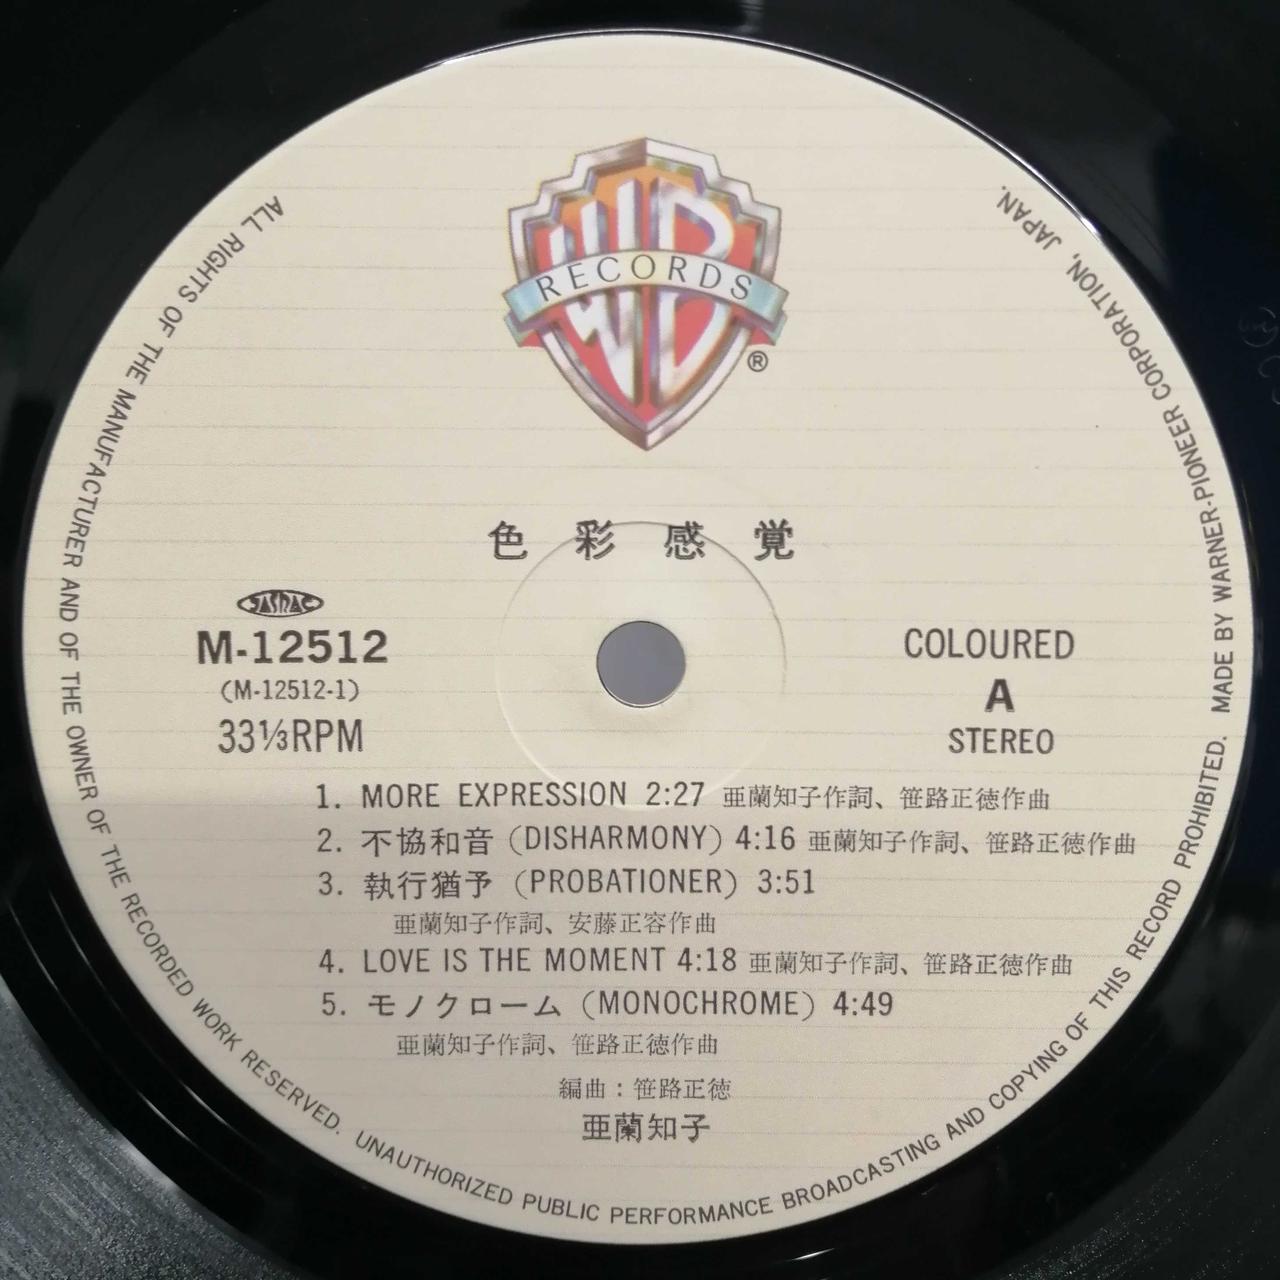 WB
RECORDS
®
色彩感覚
JASRAC
M-12512
(M-12512-1)
33⅓RPM
COLOURED
A
STEREO
1. MORE EXPRESSION 2:27 亜蘭知子作詞、笹路正徳作曲
2. 不協和音 (DISHARMONY) 4:16 亜蘭知子作詞、笹路正徳作曲
3. 執行猶予 (PROBATIONER) 3:51
亜蘭知子作詞、安藤正容作曲
4. LOVE IS THE MOMENT 4:18 亜蘭知子作詞、笹路正徳作曲
5. モノクローム (MONOCHROME) 4:49
亜蘭知子作詞、笹路正徳作曲
編曲:笹路正徳
亜蘭知子
ALL RIGHTS OF THE MANUFACTURER AND OF THE OWNER OF THE RECORDED WORK RESERVED. UNAUTHORIZED PUBLIC PERFORMANCE BROADCASTING AND COPYING OF THIS RECORD PROHIBITED. MADE BY WARNER-PIONEER CORPORATION, JAPAN.